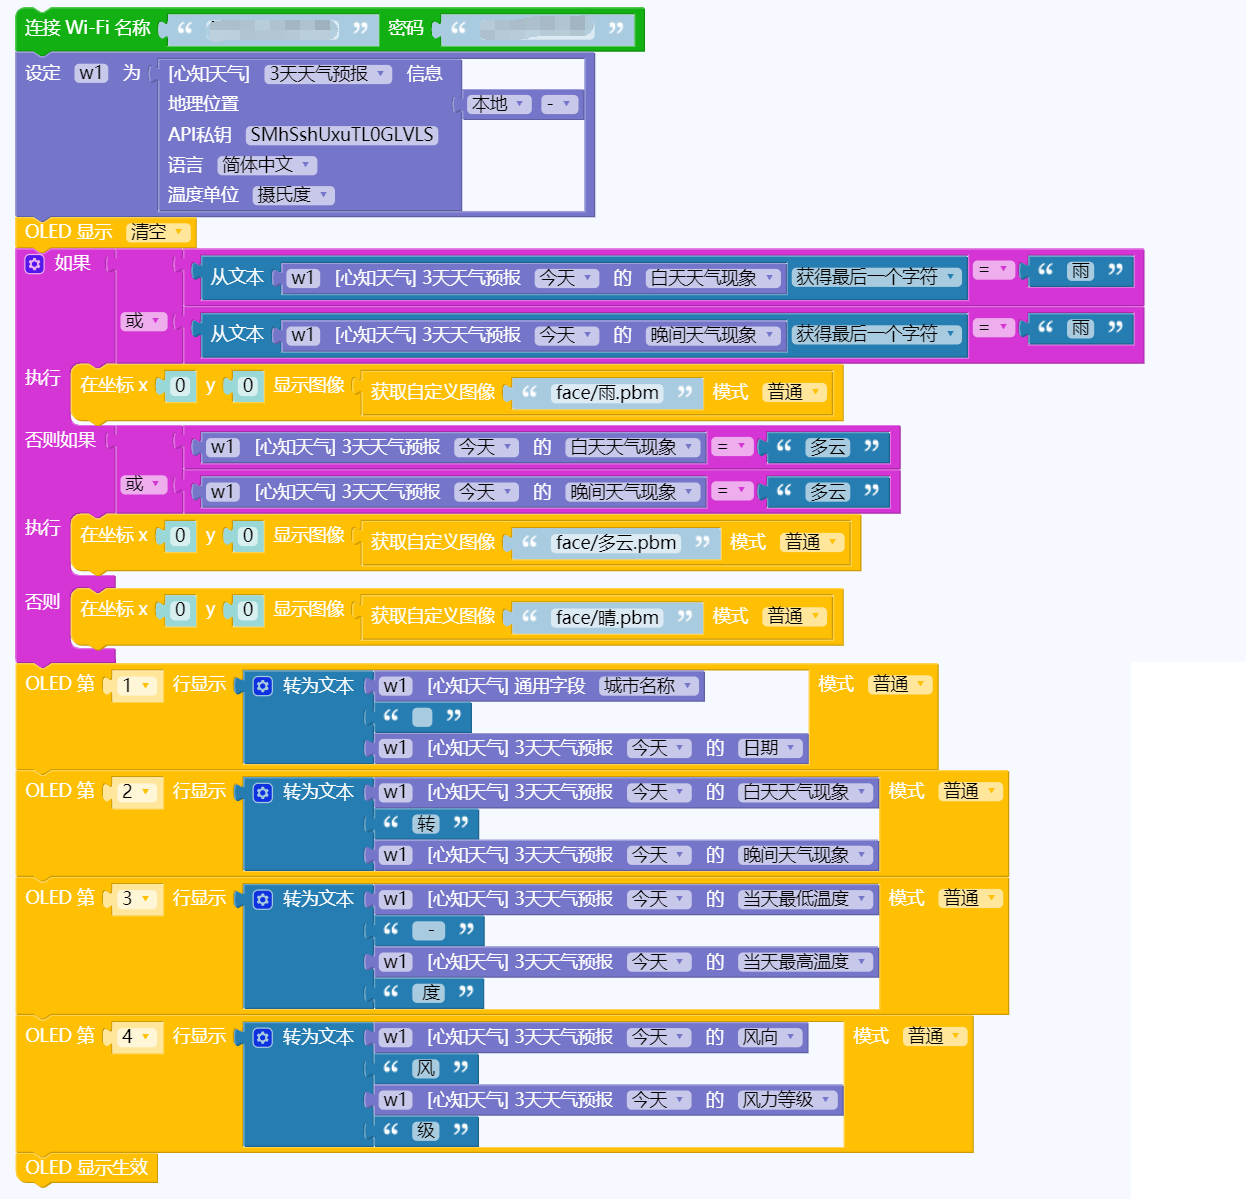 连接 Wi-Fi 名称 “ ” 密码 “ ”
设定 w1 为 [心知天气] 3天天气预报 信息
地理位置 本地 -
API私钥 SMhSshUxuTL0GLVLS
语言 简体中文
温度单位 摄氏度
OLED 显示 清空
如果 从文本 w1 [心知天气] 3天天气预报 今天 的 白天天气现象 获得最后一个字符 = “ 雨 ”
或 从文本 w1 [心知天气] 3天天气预报 今天 的 晚间天气现象 获得最后一个字符 = “ 雨 ”
执行 在坐标 x 0 y 0 显示图像 获取自定义图像 “ face/雨.pbm ” 模式 普通
否则如果 w1 [心知天气] 3天天气预报 今天 的 白天天气现象 = “ 多云 ”
或 w1 [心知天气] 3天天气预报 今天 的 晚间天气现象 = “ 多云 ”
执行 在坐标 x 0 y 0 显示图像 获取自定义图像 “ face/多云.pbm ” 模式 普通
否则 在坐标 x 0 y 0 显示图像 获取自定义图像 “ face/晴.pbm ” 模式 普通
OLED 第 1 行显示 转为文本 w1 [心知天气] 通用字段 城市名称 模式 普通
“ ”
w1 [心知天气] 3天天气预报 今天 的 日期
OLED 第 2 行显示 转为文本 w1 [心知天气] 3天天气预报 今天 的 白天天气现象 模式 普通
“ 转 ”
w1 [心知天气] 3天天气预报 今天 的 晚间天气现象
OLED 第 3 行显示 转为文本 w1 [心知天气] 3天天气预报 今天 的 当天最低温度 模式 普通
“ - ”
w1 [心知天气] 3天天气预报 今天 的 当天最高温度
“ 度 ”
OLED 第 4 行显示 转为文本 w1 [心知天气] 3天天气预报 今天 的 风向 模式 普通
“ 风 ”
w1 [心知天气] 3天天气预报 今天 的 风力等级
“ 级 ”
OLED 显示生效